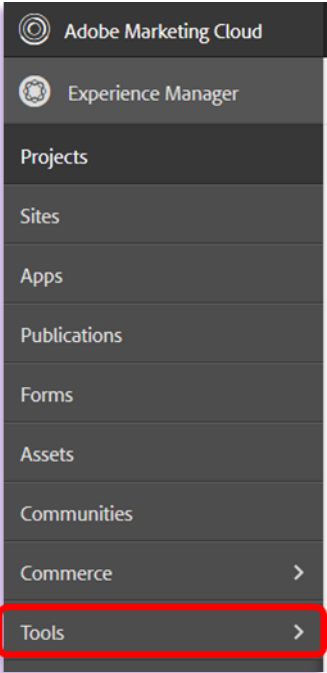 Adobe Marketing Cloud
Experience Manager
Projects
Sites
Apps
Publications
Forms
Assets
Communities
Commerce
Tools